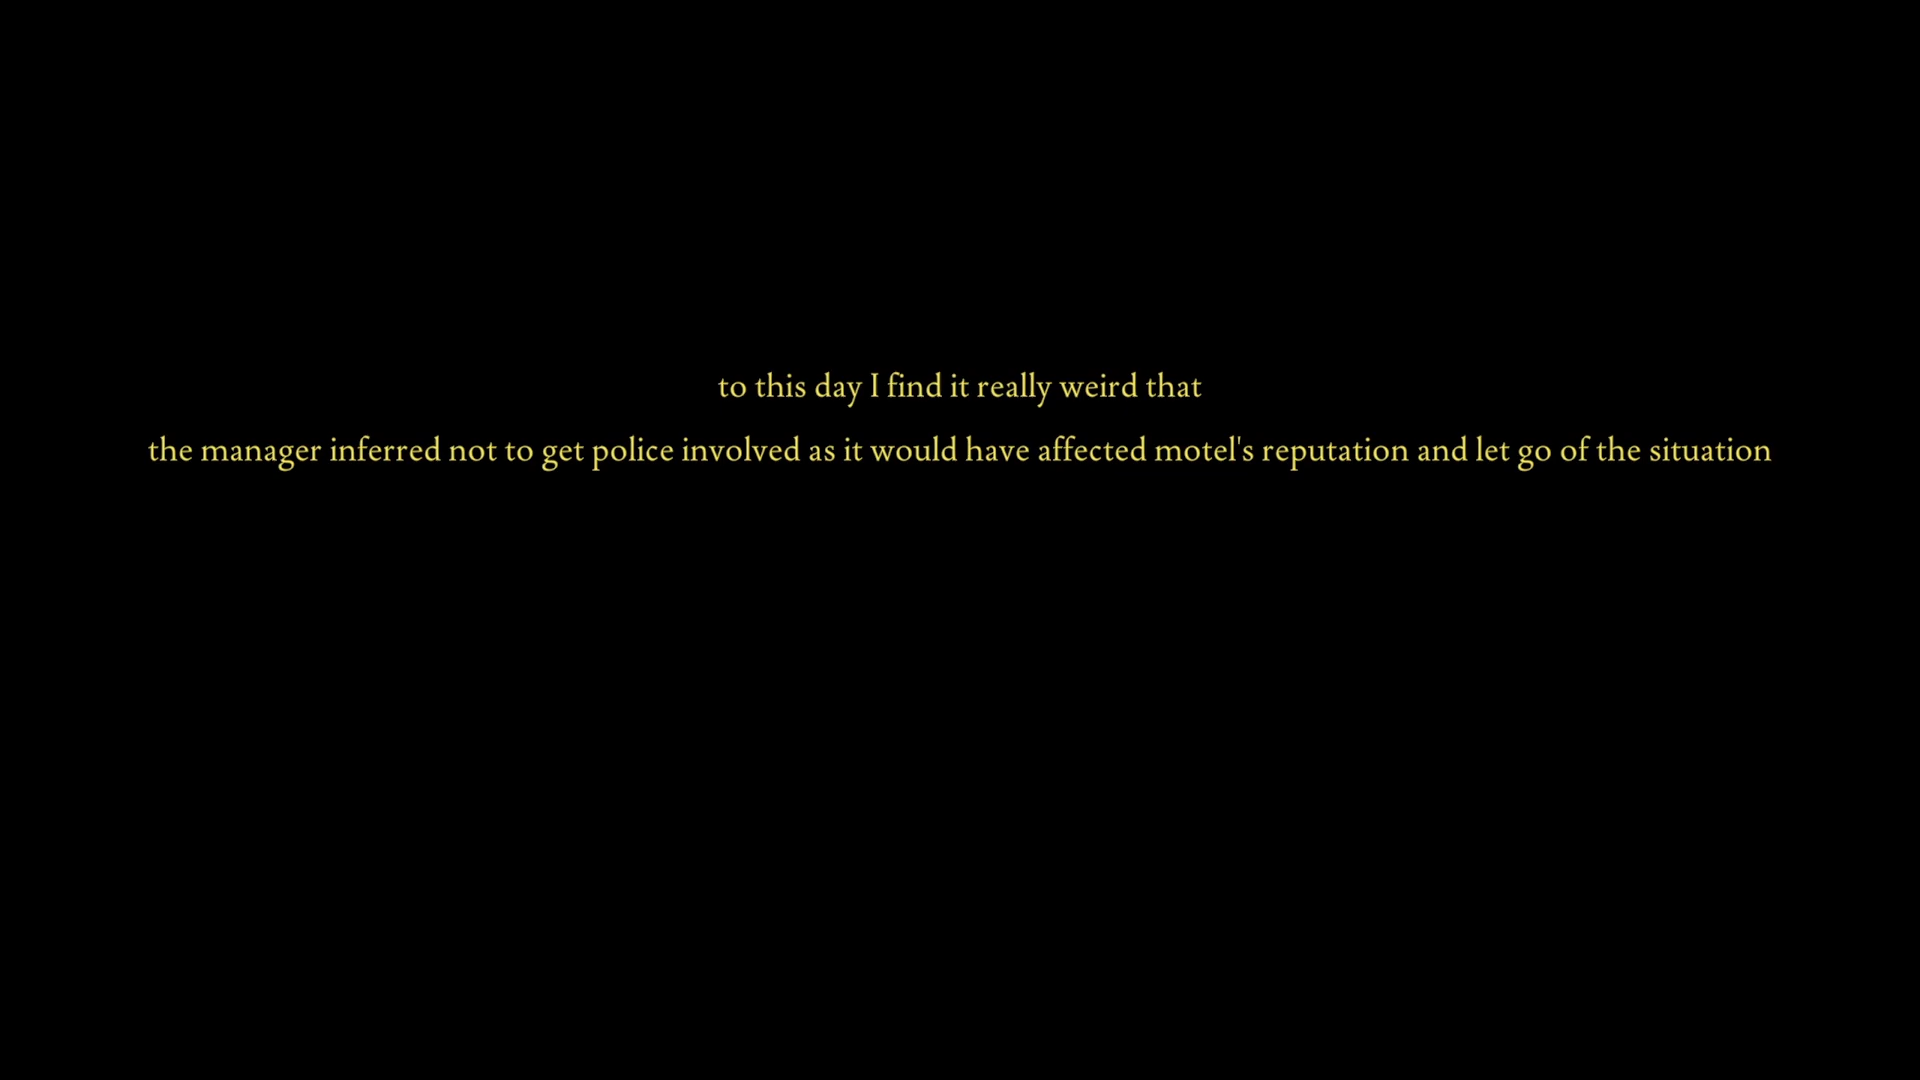 to this day I find it really weird that
the manager inferred not to get police involved as it would have affected motel's reputation and let go of the situation